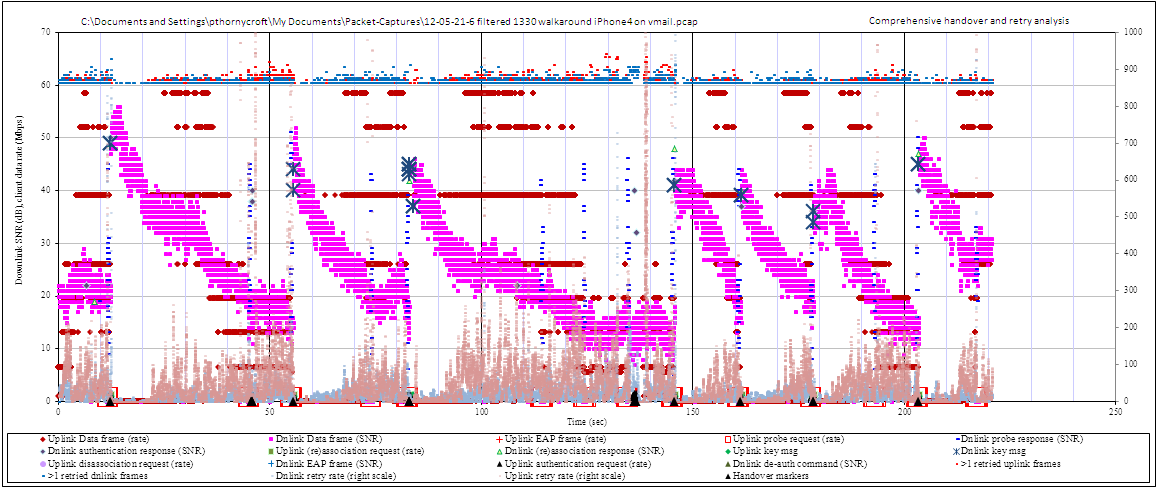 C:\Documents and Settings\pthornycroft\My Documents\Packet-Captures\12-05-21-6 filtered 1330 walkaround iPhone4 on vmail.pcap
Comprehensive handover and retry analysis
70
60
50
40
30
20
10
0
Downlink SNR (dB), client data rate (Mbps)
1000
900
800
700
600
500
400
300
200
100
0
0 50 100 150 200 250
Time (sec)
Uplink Data frame (rate) Dnlink Data frame (SNR) Uplink EAP frame (rate) Uplink probe request (rate) Dnlink probe response (SNR)
Dnlink authentication response (SNR) Uplink (re)association request (rate) Dnlink (re)association response (SNR) Uplink key msg Dnlink key msg
Uplink disassociation request (rate) Dnlink EAP frame (SNR) Uplink authentication request (rate) Dnlink de-auth command (SNR) >1 retried uplink frames
>1 retried dnlink frames Dnlink retry rate (right scale) Uplink retry rate (right scale) Handover markers